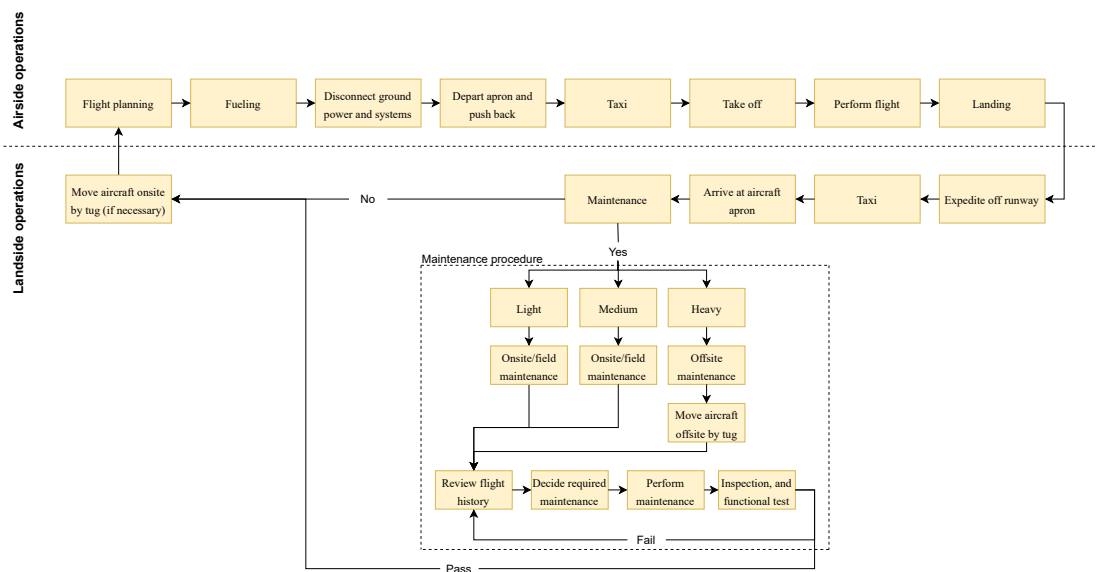 Airside operations
Flight planning
Fueling
Disconnect ground
power and systems
Depart apron and
push back
Taxi
Take off
Perform flight
Landing
Landside operations
Move aircraft onsite
by tug (if necessary)
No
Maintenance
Arrive at aircraft
apron
Taxi
Expedite off runway
Yes
Maintenance procedure
Light
Medium
Heavy
Onsite/field
maintenance
Onsite/field
maintenance
Offsite
maintenance
Move aircraft
offsite by tug
Review flight
history
Decide required
maintenance
Perform
maintenance
Inspection, and
functional test
Fail
Pass